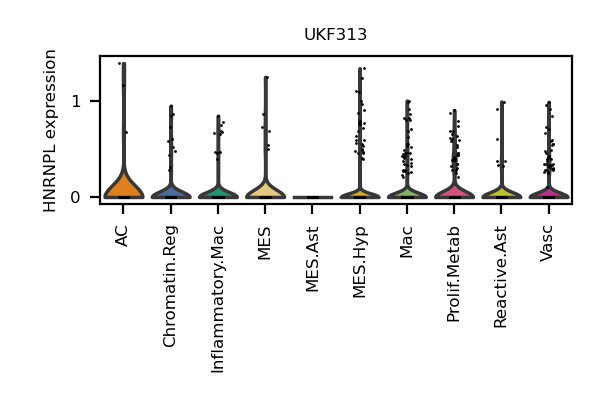 UKF313
HNRNPL expression
1
0
AC
Chromatin.Reg
Inflammatory.Mac
MES
MES.Ast
MES.Hyp
Mac
Prolif.Metab
Reactive.Ast
Vasc